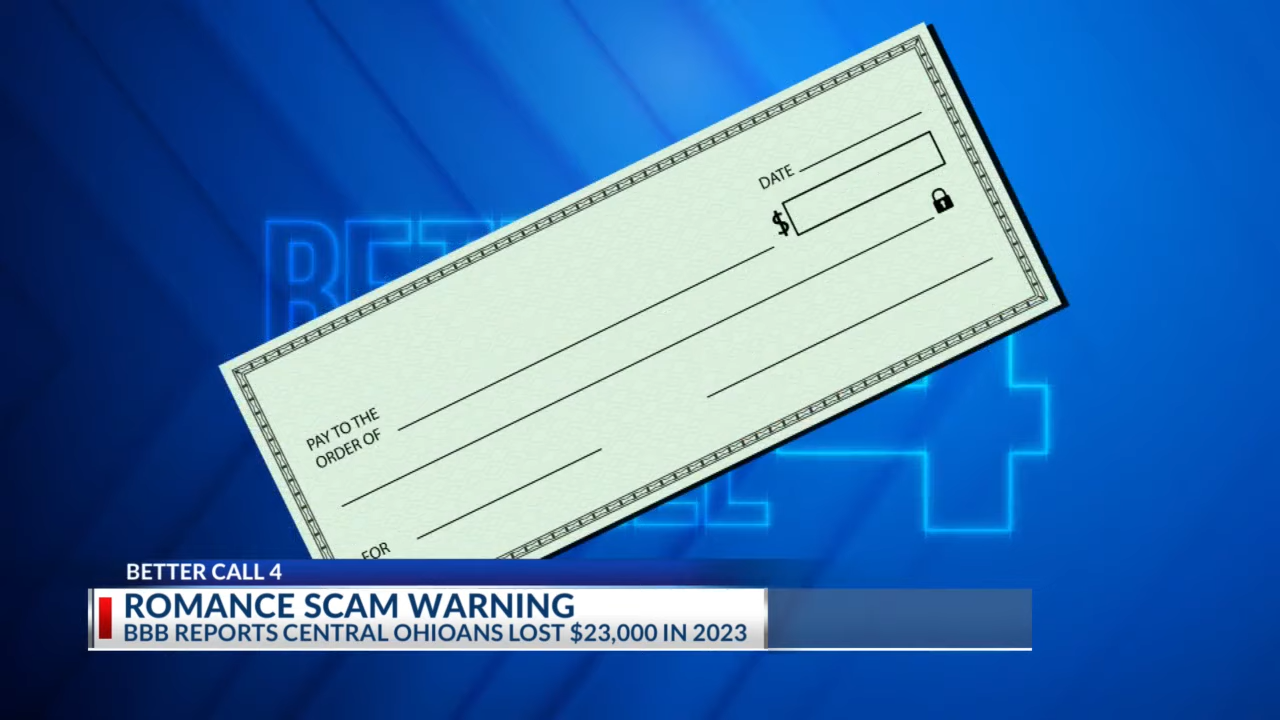 DATE
$
PAY TO THE
ORDER OF
FOR
BETTER CALL 4
ROMANCE SCAM WARNING
BBB REPORTS CENTRAL OHIOANS LOST $23,000 IN 2023
4